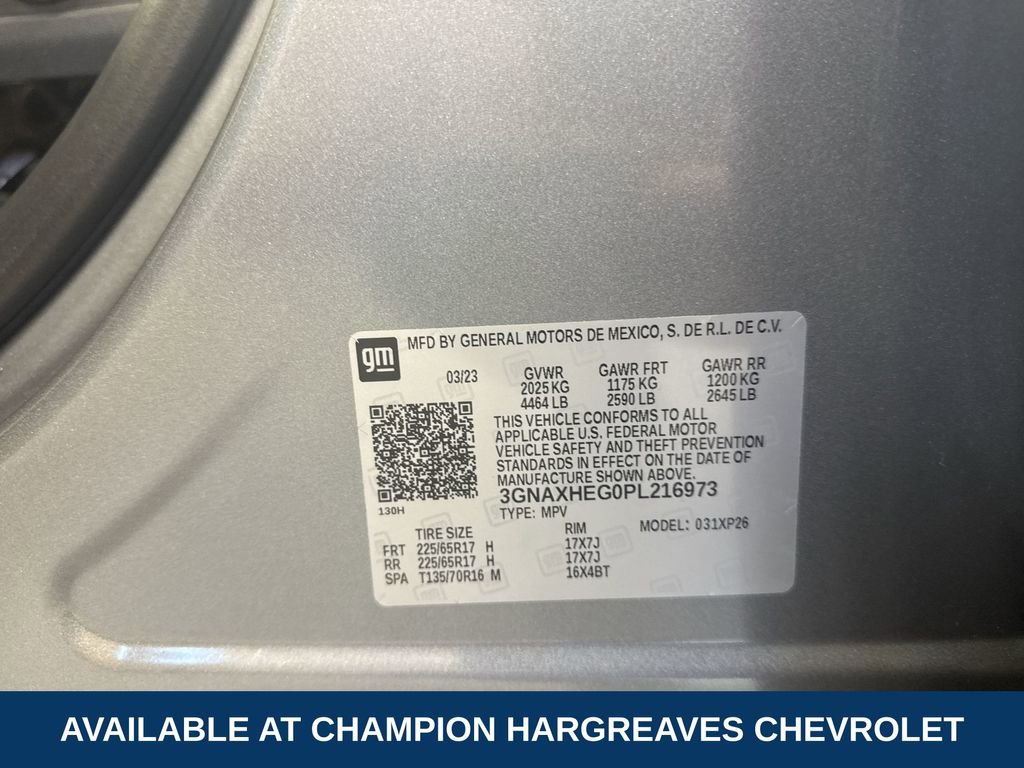 gm
MFD BY GENERAL MOTORS DE MEXICO, S. DE R.L. DE C.V.
03/23 GVWR GAWR FRT GAWR RR
2025 KG 1175 KG 1200 KG
4464 LB 2590 LB 2645 LB
THIS VEHICLE CONFORMS TO ALL
APPLICABLE U.S. FEDERAL MOTOR
VEHICLE SAFETY AND THEFT PREVENTION
STANDARDS IN EFFECT ON THE DATE OF
MANUFACTURE SHOWN ABOVE.
3GNAXHEG0PL216973
130H
TYPE: MPV
TIRE SIZE RIM MODEL: 031XP26
FRT 225/65R17 H 17X7J
RR 225/65R17 H 17X7J
SPA T135/70R16 M 16X4BT
AVAILABLE AT CHAMPION HARGREAVES CHEVROLET